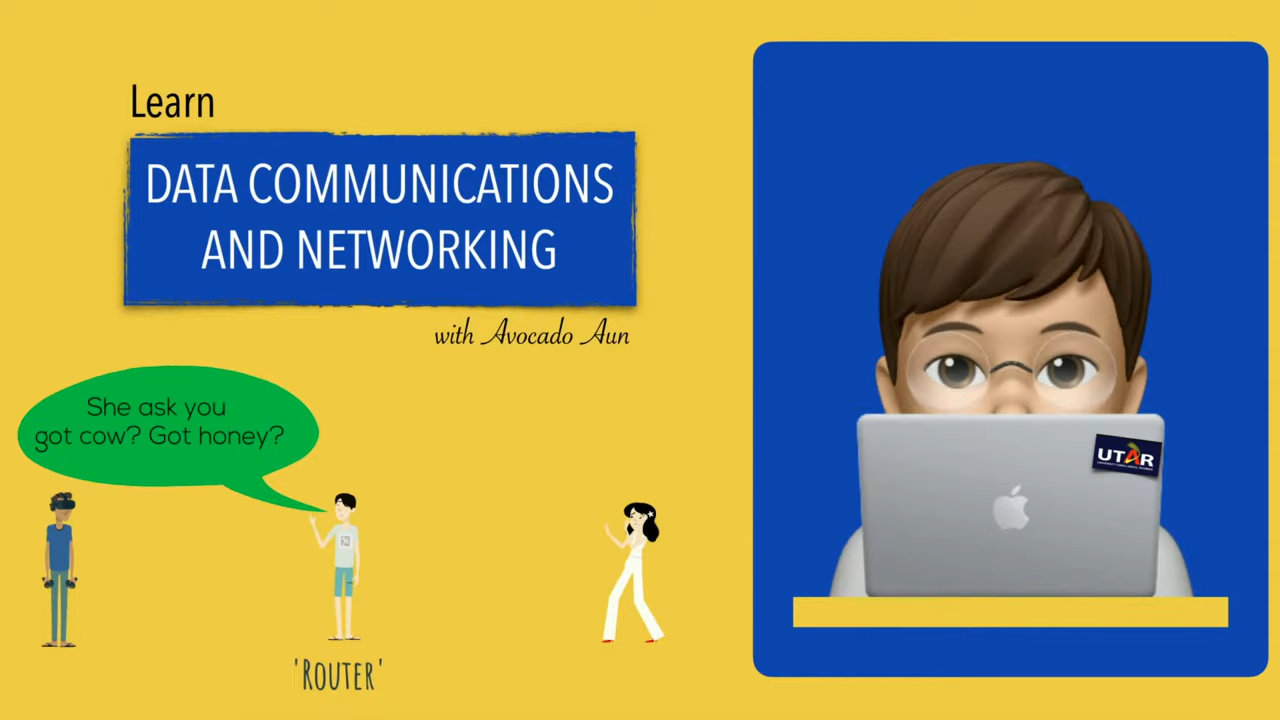 Learn
DATA COMMUNICATIONS
AND NETWORKING
with Avocado Aun
She ask you
got cow? Got honey?
'ROUTER'
UTAR